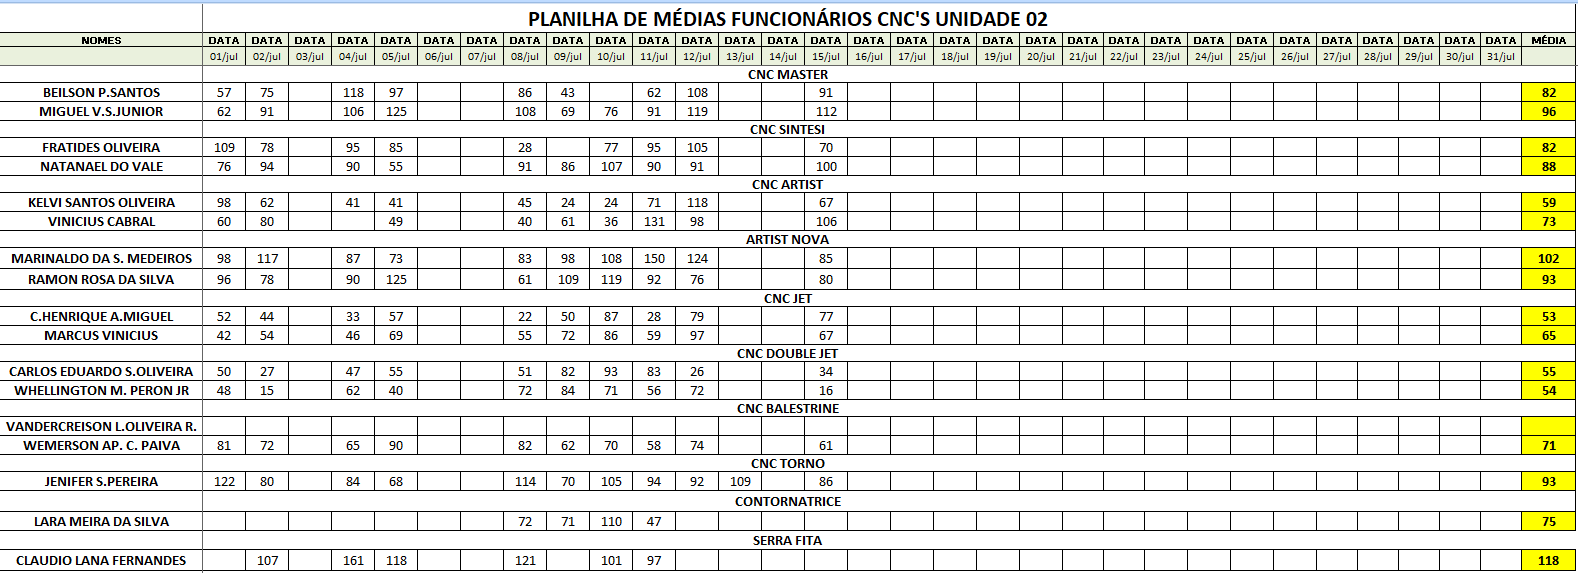 PLANILHA DE MÉDIAS FUNCIONÁRIOS CNC'S UNIDADE 02
NOMES DATA DATA DATA DATA DATA DATA DATA DATA DATA DATA DATA DATA DATA DATA DATA DATA DATA DATA DATA DATA DATA DATA DATA DATA DATA DATA DATA DATA DATA DATA DATA MÉDIA
01/jul 02/jul 03/jul 04/jul 05/jul 06/jul 07/jul 08/jul 09/jul 10/jul 11/jul 12/jul 13/jul 14/jul 15/jul 16/jul 17/jul 18/jul 19/jul 20/jul 21/jul 22/jul 23/jul 24/jul 25/jul 26/jul 27/jul 28/jul 29/jul 30/jul 31/jul
CNC MASTER
BEILSON P.SANTOS 57 75 118 97 86 43 62 108 91 82
MIGUEL V.S.JUNIOR 62 91 106 125 108 69 76 91 119 112 96
CNC SINTESI
FRATIDES OLIVEIRA 109 78 95 85 28 77 95 105 70 82
NATANAEL DO VALE 76 94 90 55 91 86 107 90 91 100 88
CNC ARTIST
KELVI SANTOS OLIVEIRA 98 62 41 41 45 24 24 71 118 67 59
VINICIUS CABRAL 60 80 49 40 61 36 131 98 106 73
ARTIST NOVA
MARINALDO DA S. MEDEIROS 98 117 87 73 83 98 108 150 124 85 102
RAMON ROSA DA SILVA 96 78 90 125 61 109 119 92 76 80 93
CNC JET
C.HENRIQUE A.MIGUEL 52 44 33 57 22 50 87 28 79 77 53
MARCUS VINICIUS 42 54 46 69 55 72 86 59 97 67 65
CNC DOUBLE JET
CARLOS EDUARDO S.OLIVEIRA 50 27 47 55 51 82 93 83 26 34 55
WHELLINGTON M. PERON JR 48 15 62 40 72 84 71 56 72 16 54
CNC BALESTRINE
VANDERCREISON L.OLIVEIRA R.
WEMERSON AP. C. PAIVA 81 72 65 90 82 62 70 58 74 61 71
CNC TORNO
JENIFER S.PEREIRA 122 80 84 68 114 70 105 94 92 109 86 93
CONTORNATRICE
LARA MEIRA DA SILVA 72 71 110 47 75
SERRA FITA
CLAUDIO LANA FERNANDES 107 161 118 121 101 97 118